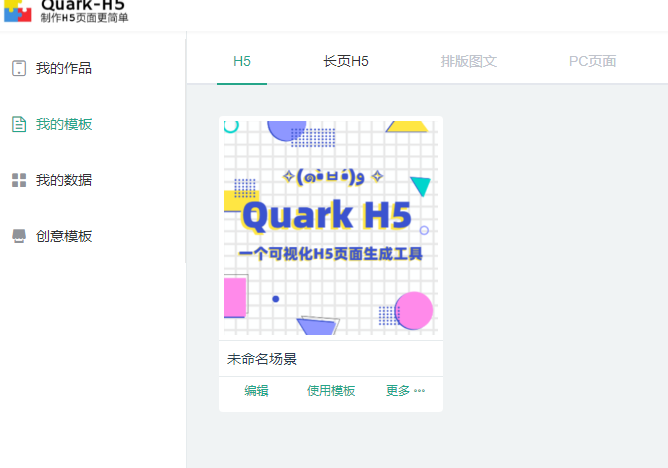 Quark-H5
制作H5页面更简单
我的作品
我的模板
我的数据
创意模板
H5 长页H5 排版图文 PC页面
✧(๑•̀ㅂ•́)و ✧
Quark H5
一个可视化H5页面生成工具
未命名场景
编辑 使用模板 更多 •••